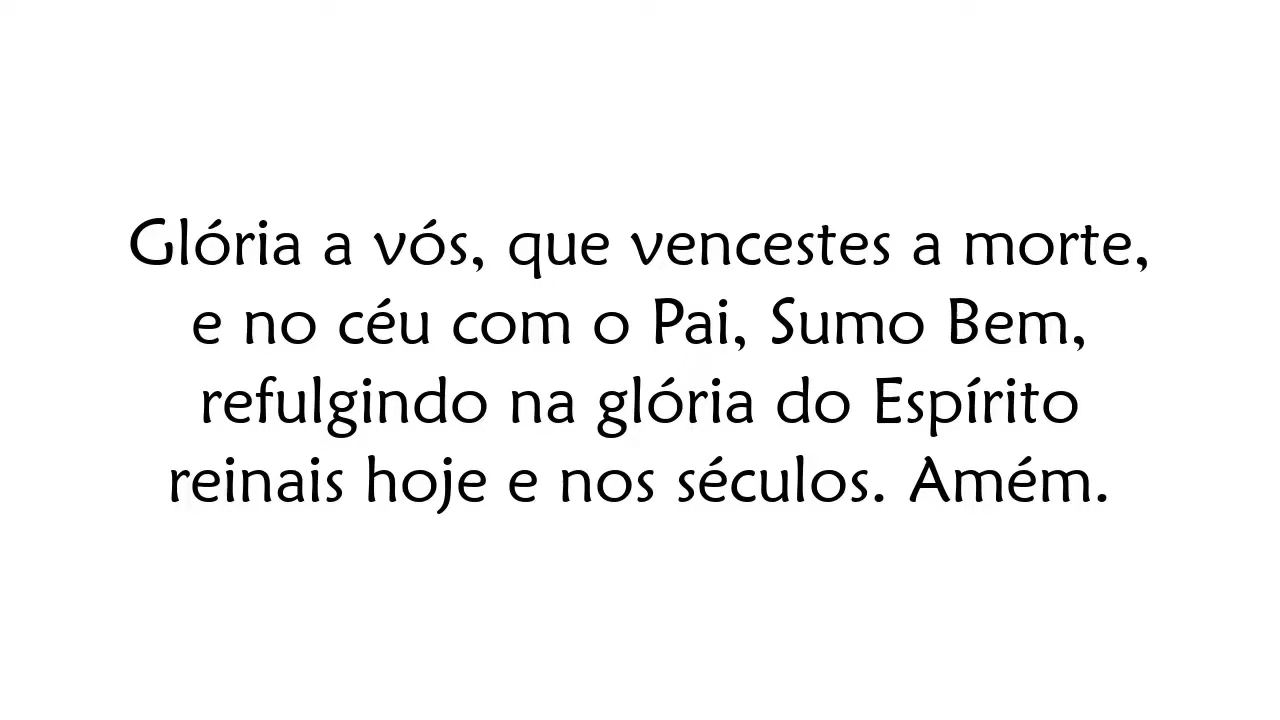 Glória a vós, que vencestes a morte,
e no céu com o Pai, Sumo Bem,
refulgindo na glória do Espírito
reinais hoje e nos séculos. Amém.